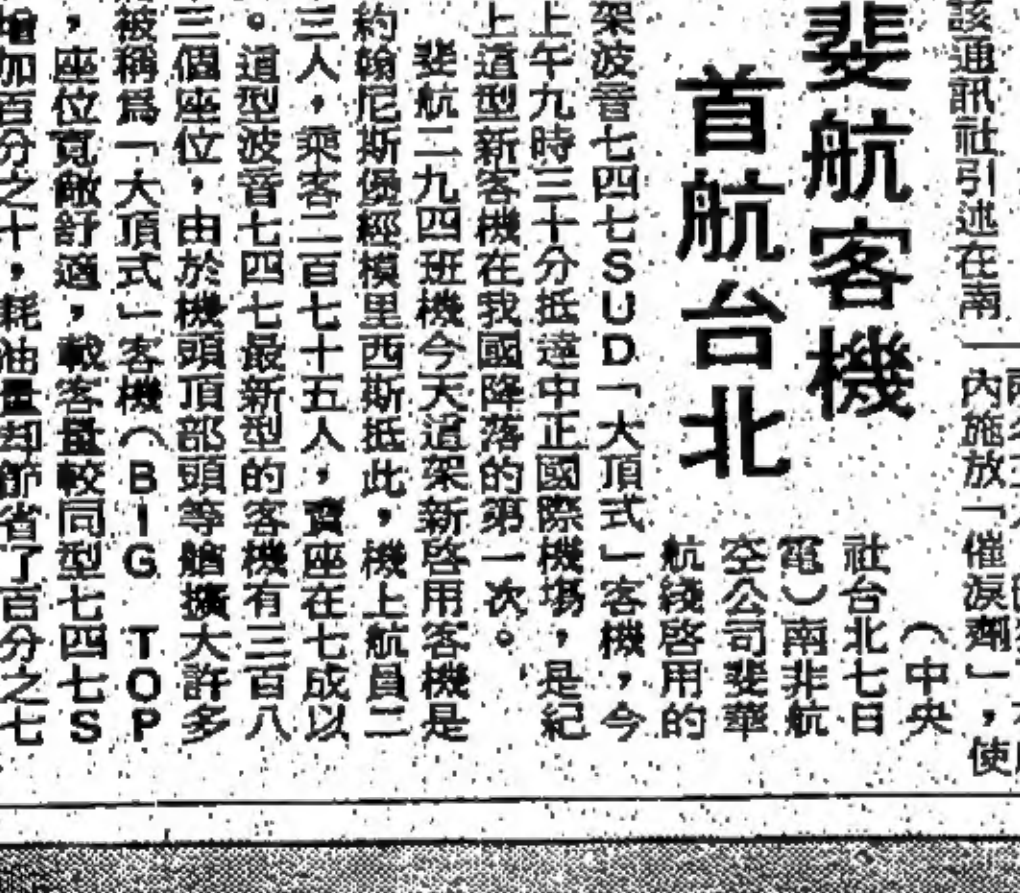 該通訊社引述在南
內施放「催淚劑」，使
斐航客機
首航台北
（中央
社台北七日
電）南非航
空公司斐華
航綫啓用的
架波音七四七SUD「大頂式」客機，今
上午九時三十分抵達中正國際機場，是紀
上這型新客機在我國降落的第一次。
斐航二九四班機今天這架新啓用客機是
約翰尼斯堡經模里西斯抵此，機上航員二
三人，乘客二百七十五人，賣座在七成以
。這型波音七四七最新型的客機有三百八
三個座位，由於機頭頂部頭等艙擴大許多
被稱爲「大頂式」客機（BIG TOP
，座位寬敞舒適，載客量較同型七四七S
增加百分之十，耗油量却節省了百分之七